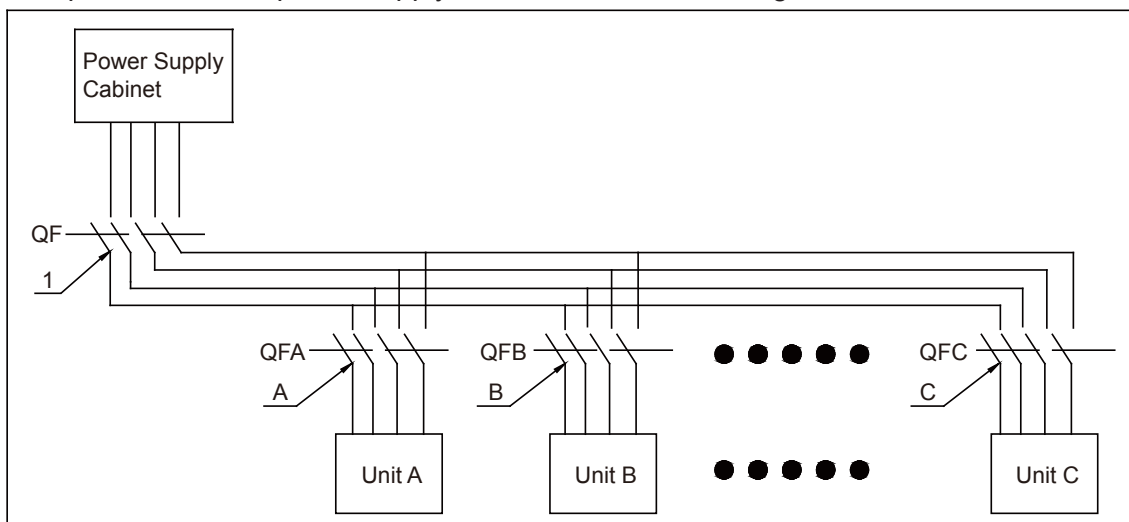 Power Supply
Cabinet
QF
1
QFA
QFB
QFC
A
B
C
Unit A
Unit B
Unit C